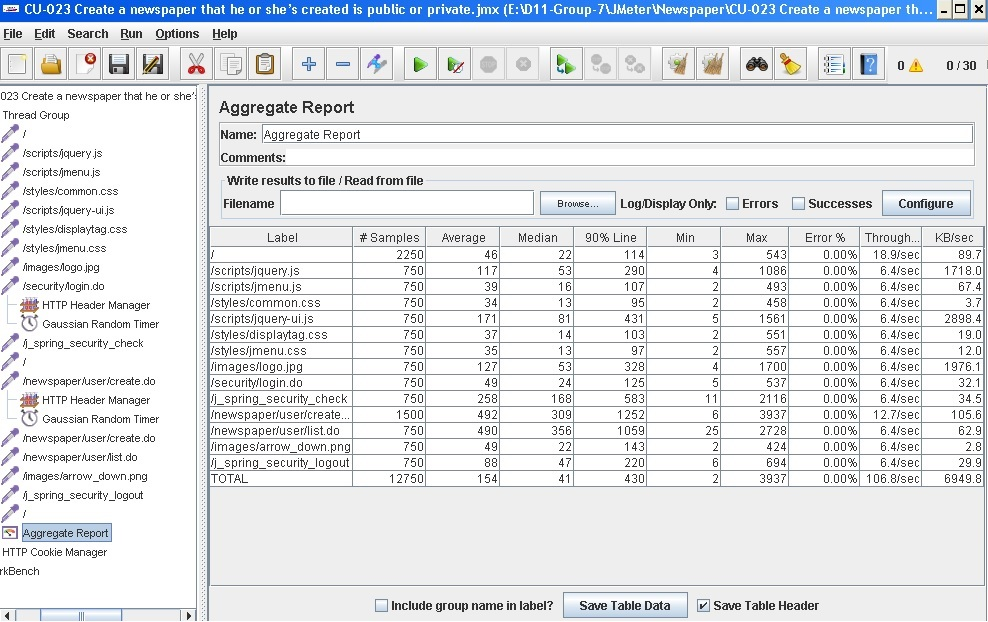 CU-023 Create a newspaper that he or she's created is public or private.jmx (E:\D11-Group-7\JMeter\Newspaper\CU-023 Create a newspaper th...
File Edit Search Run Options Help
0 0 / 30
023 Create a newspaper that he or she's
Thread Group
/
/scripts/jquery.js
/scripts/jmenu.js
/styles/common.css
/scripts/jquery-ui.js
/styles/displaytag.css
/styles/jmenu.css
/images/logo.jpg
/security/login.do
HTTP Header Manager
Gaussian Random Timer
/j_spring_security_check
/
/newspaper/user/create.do
HTTP Header Manager
Gaussian Random Timer
/newspaper/user/create.do
/newspaper/user/list.do
/images/arrow_down.png
/j_spring_security_logout
/
Aggregate Report
HTTP Cookie Manager
rkBench
Aggregate Report
Name: Aggregate Report
Comments:
Write results to file / Read from file
Filename Browse... Log/Display Only: Errors Successes Configure
Label # Samples Average Median 90% Line Min Max Error % Through... KB/sec
/ 2250 46 22 114 3 543 0.00% 18.9/sec 89.7
/scripts/jquery.js 750 117 53 290 4 1086 0.00% 6.4/sec 1718.0
/scripts/jmenu.js 750 39 16 107 2 493 0.00% 6.4/sec 67.4
/styles/common.css 750 34 13 95 2 458 0.00% 6.4/sec 3.7
/scripts/jquery-ui.js 750 171 81 431 5 1561 0.00% 6.4/sec 2898.4
/styles/displaytag.css 750 37 14 103 2 551 0.00% 6.4/sec 19.0
/styles/jmenu.css 750 35 13 97 2 557 0.00% 6.4/sec 12.0
/images/logo.jpg 750 127 53 328 4 1700 0.00% 6.4/sec 1976.1
/security/login.do 750 49 24 125 5 537 0.00% 6.4/sec 32.1
/j_spring_security_check 750 258 168 583 11 2116 0.00% 6.4/sec 34.5
/newspaper/user/create... 1500 492 309 1252 6 3937 0.00% 12.7/sec 105.6
/newspaper/user/list.do 750 490 356 1059 25 2728 0.00% 6.4/sec 62.9
/images/arrow_down.png 750 49 22 143 2 424 0.00% 6.4/sec 2.8
/j_spring_security_logout 750 88 47 220 6 694 0.00% 6.4/sec 29.9
TOTAL 12750 154 41 430 2 3937 0.00% 106.8/sec 6949.8
Include group name in label? Save Table Data Save Table Header